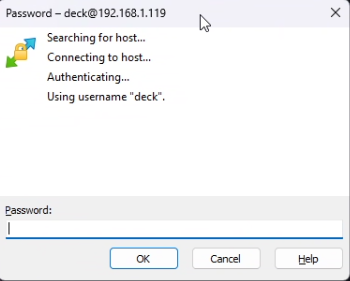 Password – deck@192.168.1.119
Searching for host...
Connecting to host...
Authenticating...
Using username "deck".
Password:
OK Cancel Help